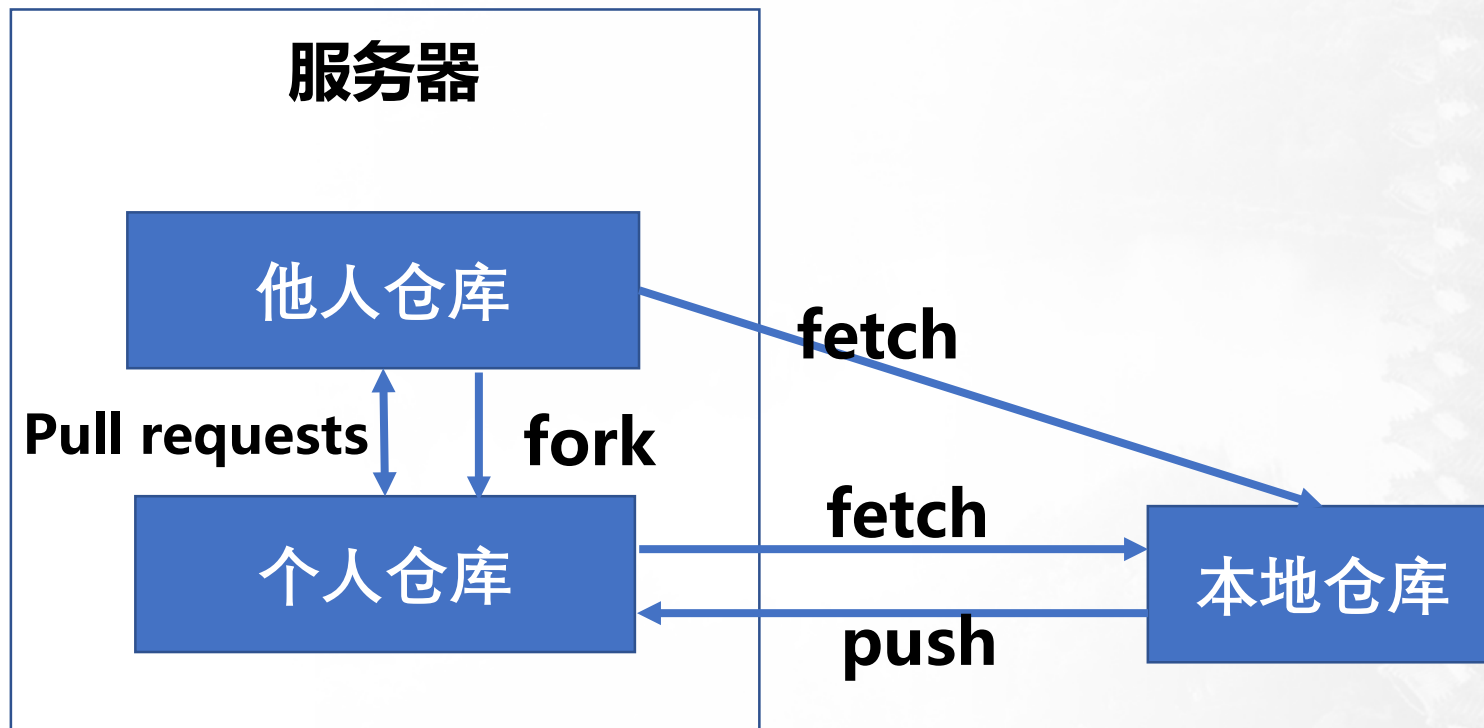 服务器
他人仓库
fetch
Pull requests
fork
fetch
个人仓库
本地仓库
push